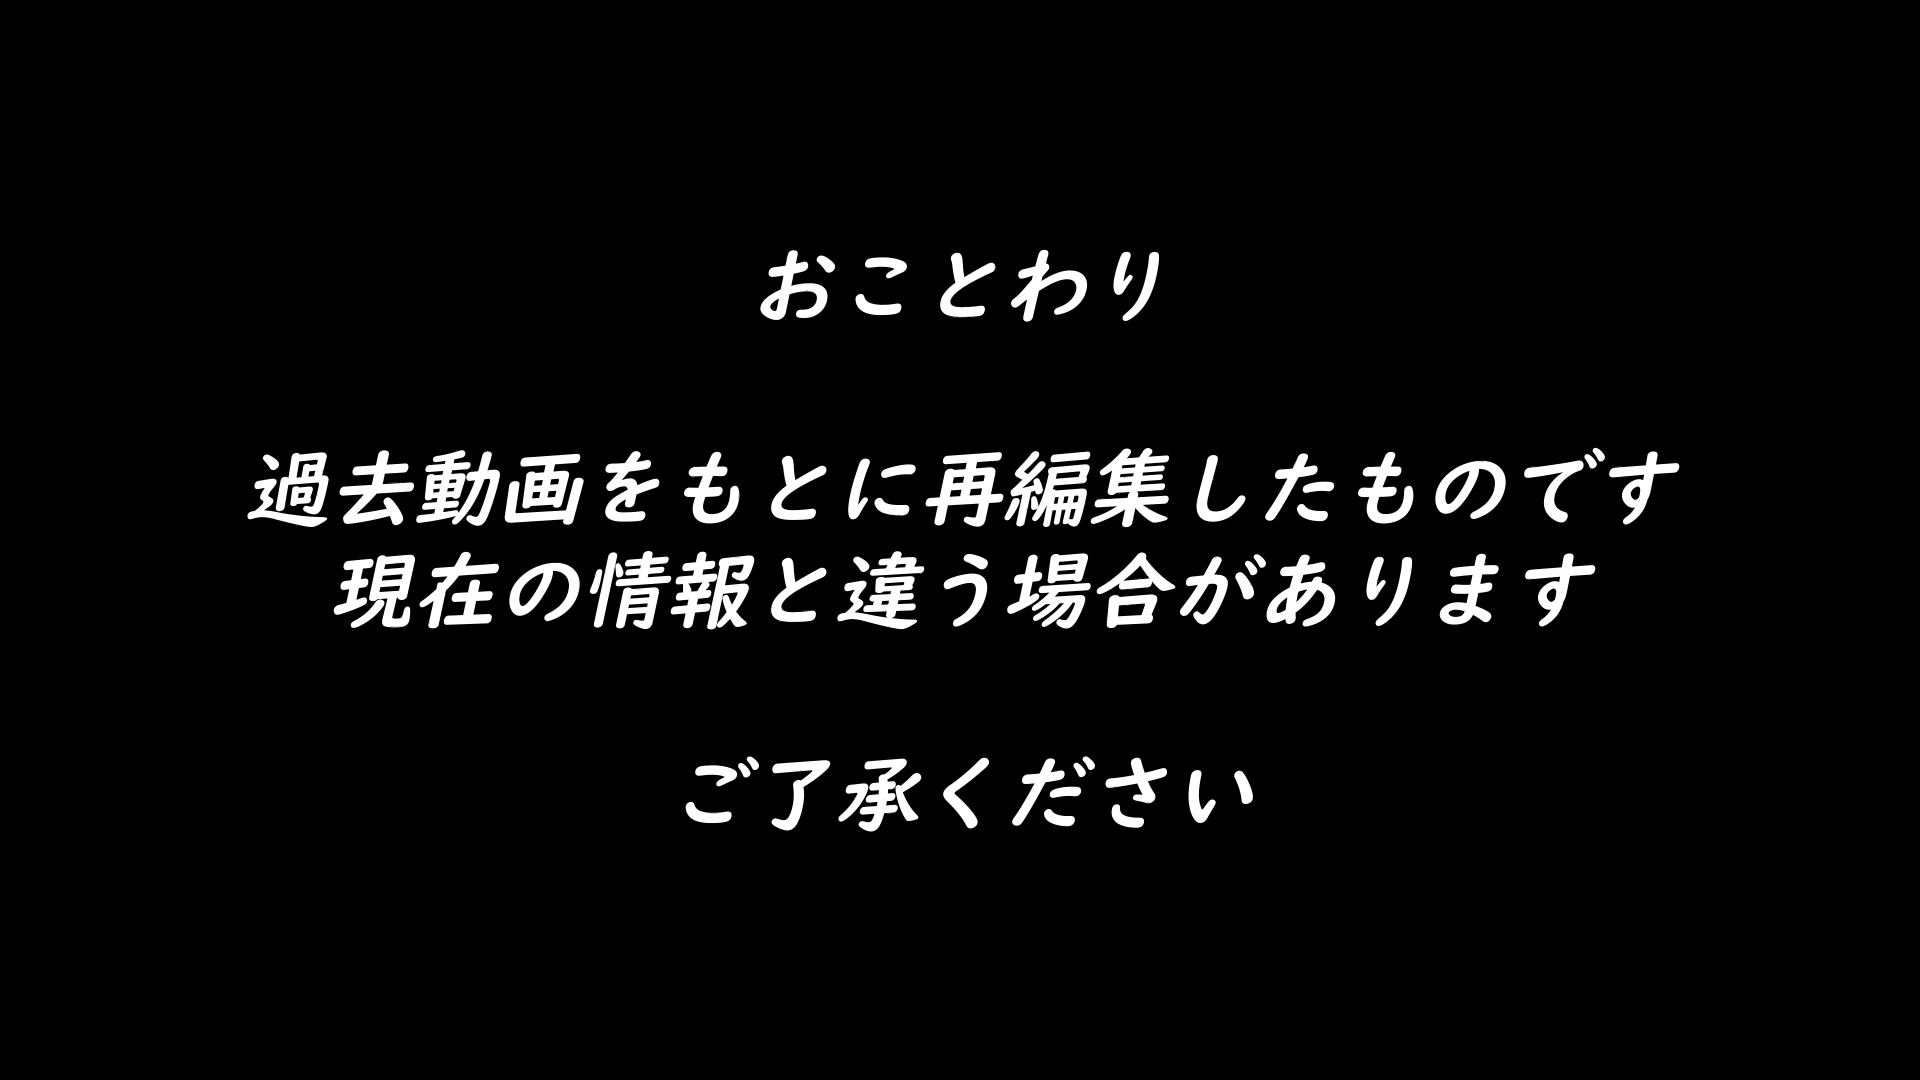 おことわり
過去動画をもとに再編集したものです
現在の情報と違う場合があります
ご了承ください